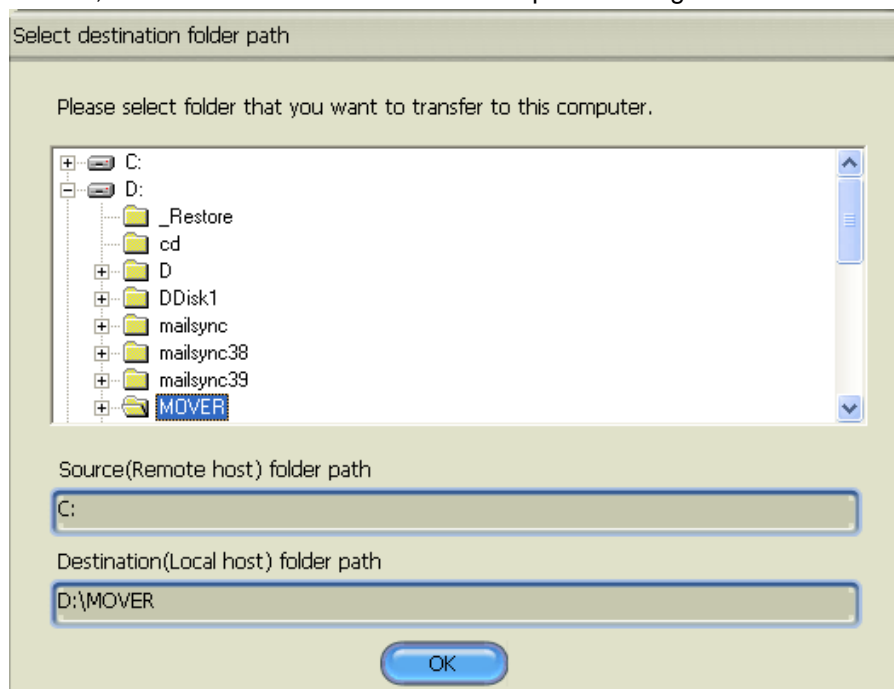 Select destination folder path
Please select folder that you want to transfer to this computer.
C:
D:
_Restore
cd
D
DDisk1
mailsync
mailsync38
mailsync39
MOVER
Source(Remote host) folder path
C:
Destination(Local host) folder path
D:\MOVER
OK